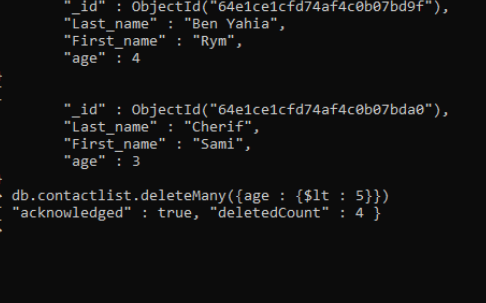 "_id" : ObjectId("64e1ce1cfd74af4c0b07bd9f"),
"Last_name" : "Ben Yahia",
"First_name" : "Rym",
"age" : 4
"_id" : ObjectId("64e1ce1cfd74af4c0b07bda0"),
"Last_name" : "Cherif",
"First_name" : "Sami",
"age" : 3
db.contactlist.deleteMany({age : {$lt : 5}})
"acknowledged" : true, "deletedCount" : 4 }